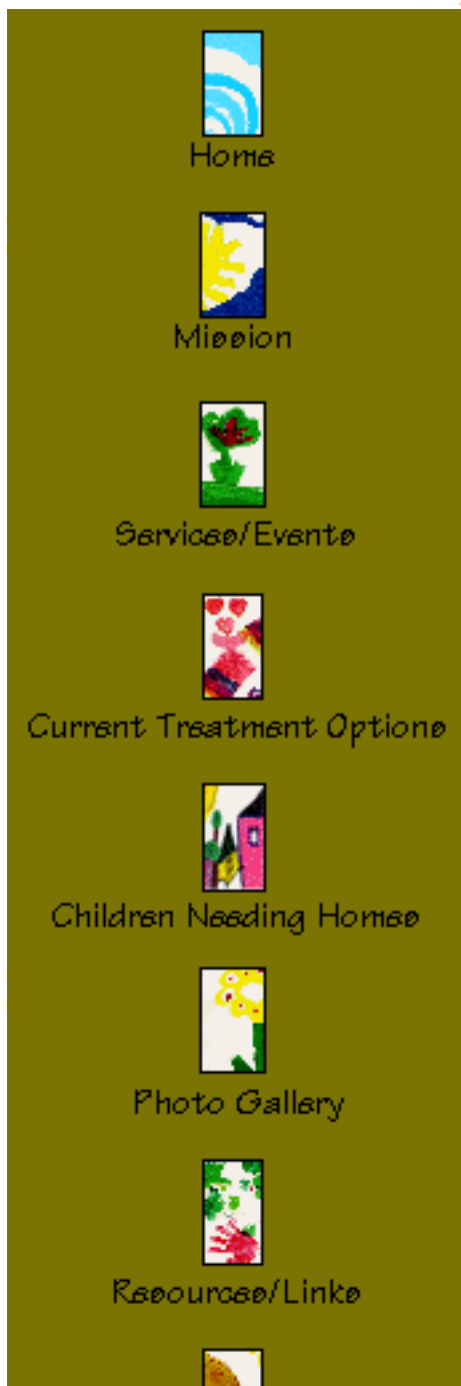 Home
Mission
Services/Events
Current Treatment Options
Children Needing Homes
Photo Gallery
Resources/Links